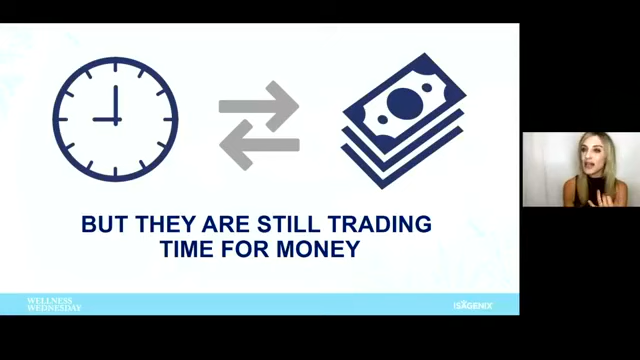 BUT THEY ARE STILL TRADING
TIME FOR MONEY
WELLNESS
WEDNESDAY
ISAGENIX